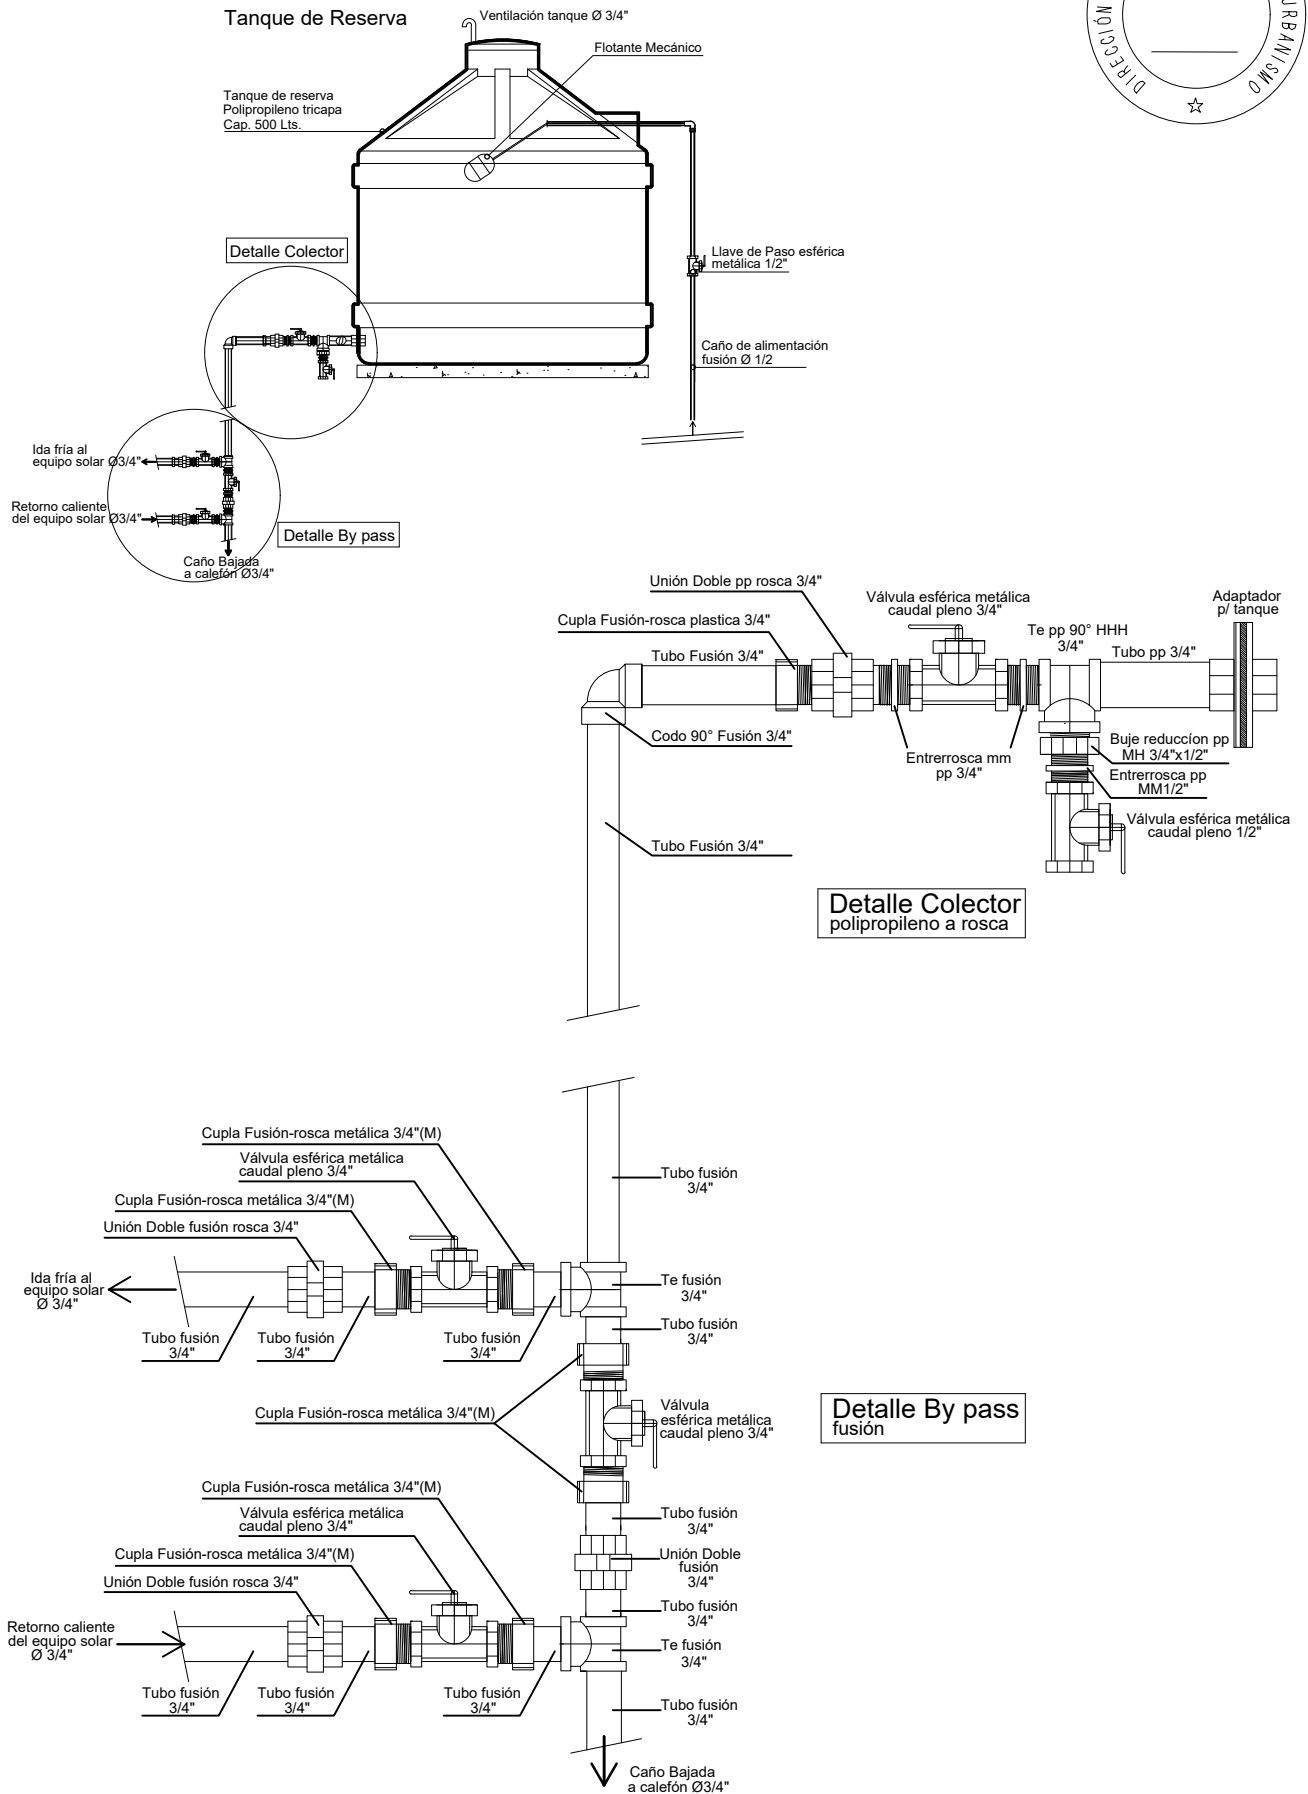 Tanque de Reserva
Ventilación tanque Ø 3/4"
Flotante Mecánico
Tanque de reserva
Polipropileno tricapa
Cap. 500 Lts.
DIRECCIÓN
URBANISMO
Detalle Colector
Llave de Paso esférica
metálica 1/2"
Caño de alimentación
fusión Ø 1/2
Ida fría al
equipo solar Ø3/4"
Retorno caliente
del equipo solar Ø3/4"
Detalle By pass
Caño Bajada
a calefón Ø3/4"
Unión Doble pp rosca 3/4"
Cupla Fusión-rosca plastica 3/4"
Tubo Fusión 3/4"
Válvula esférica metálica
caudal pleno 3/4"
Te pp 90° HHH
3/4"
Tubo pp 3/4"
Adaptador
p/ tanque
Codo 90° Fusión 3/4"
Entrerrosca mm
pp 3/4"
Buje reduccíon pp
MH 3/4"x1/2"
Entrerrosca pp
MM1/2"
Válvula esférica metálica
caudal pleno 1/2"
Tubo Fusión 3/4"
Detalle Colector
polipropileno a rosca
Cupla Fusión-rosca metálica 3/4"(M)
Válvula esférica metálica
caudal pleno 3/4"
Cupla Fusión-rosca metálica 3/4"(M)
Unión Doble fusión rosca 3/4"
Tubo fusión
3/4"
Ida fría al
equipo solar
Ø 3/4"
Te fusión
3/4"
Tubo fusión
3/4"
Tubo fusión
3/4"
Tubo fusión
3/4"
Tubo fusión
3/4"
Cupla Fusión-rosca metálica 3/4"(M)
Válvula
esférica metálica
caudal pleno 3/4"
Detalle By pass
fusión
Cupla Fusión-rosca metálica 3/4"(M)
Válvula esférica metálica
caudal pleno 3/4"
Cupla Fusión-rosca metálica 3/4"(M)
Unión Doble fusión rosca 3/4"
Tubo fusión
3/4"
Unión Doble
fusión
3/4"
Tubo fusión
3/4"
Te fusión
3/4"
Retorno caliente
del equipo solar
Ø 3/4"
Tubo fusión
3/4"
Tubo fusión
3/4"
Tubo fusión
3/4"
Tubo fusión
3/4"
Caño Bajada
a calefón Ø3/4"